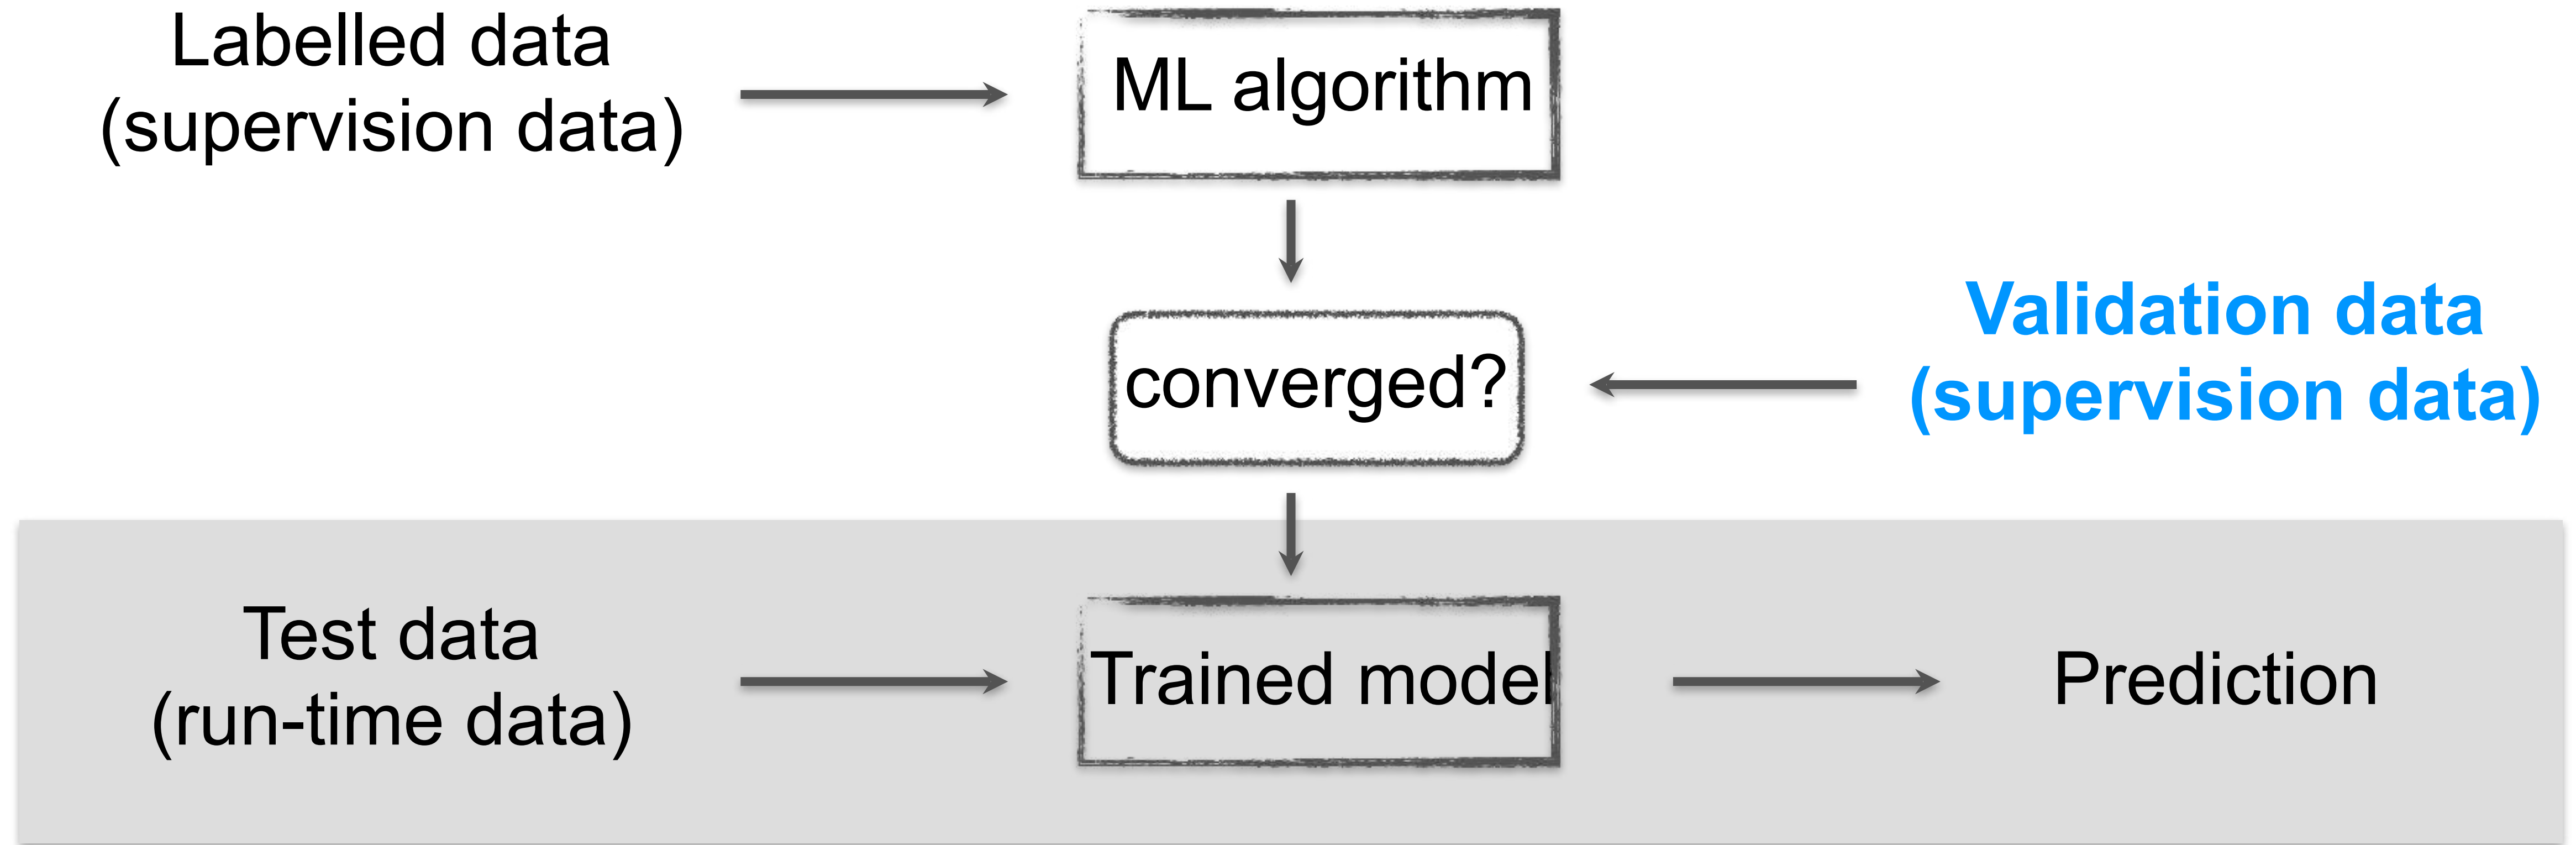 Labelled data
(supervision data)
ML algorithm
converged?
Validation data
(supervision data)
Test data
(run-time data)
Trained model
Prediction